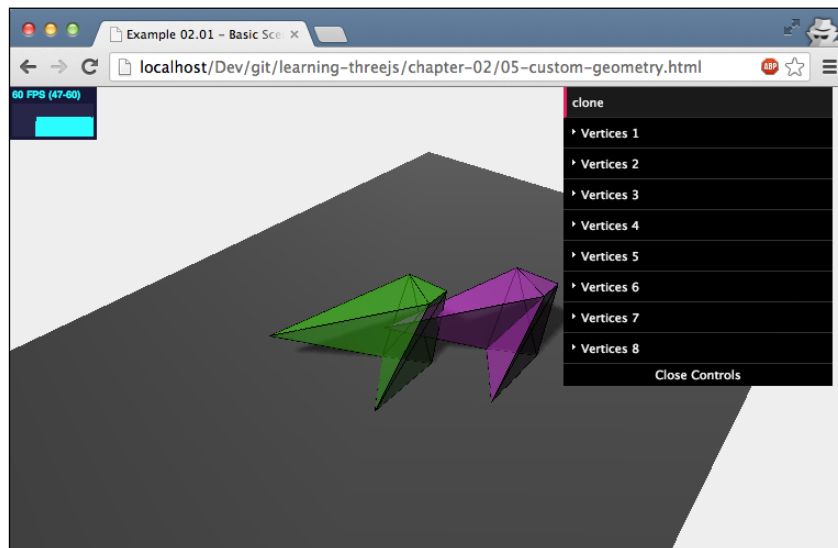 Example 02.01 - Basic Sce
localhost/Dev/git/learning-threejs/chapter-02/05-custom-geometry.html
ABP
60 FPS (47-60)
clone
Vertices 1
Vertices 2
Vertices 3
Vertices 4
Vertices 5
Vertices 6
Vertices 7
Vertices 8
Close Controls